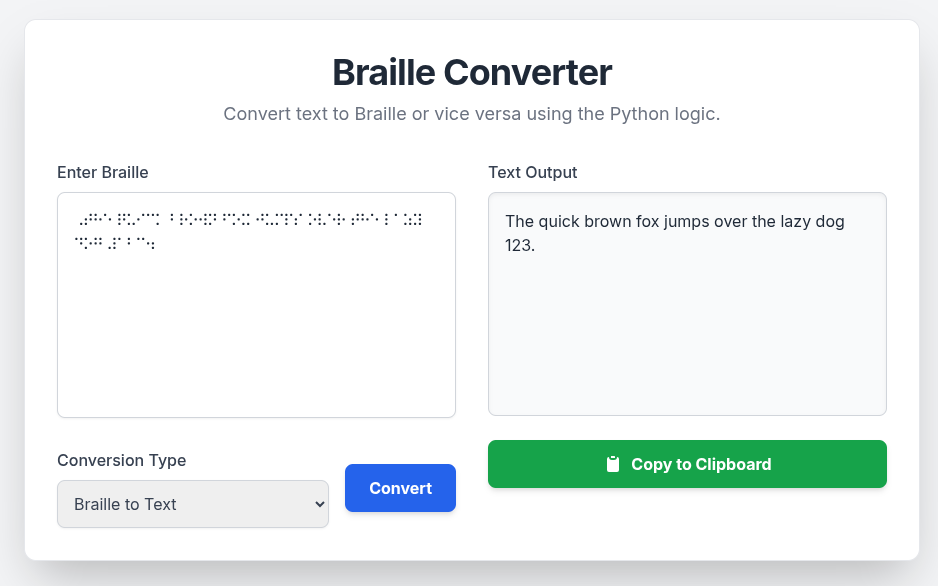 Braille Converter
Convert text to Braille or vice versa using the Python logic.
Enter Braille
⠠⠞⠓⠑ ⠟⠥⠊⠉⠅ ⠃⠗⠕⠺⠝ ⠋⠕⠭ ⠚⠥⠍⠏⠎ ⠕⠧⠑⠗ ⠞⠓⠑ ⠇⠁⠵⠽
⠙⠕⠛ ⠼⠁⠃⠉⠲
Text Output
The quick brown fox jumps over the lazy dog
123.
Conversion Type
Braille to Text
Convert
Copy to Clipboard